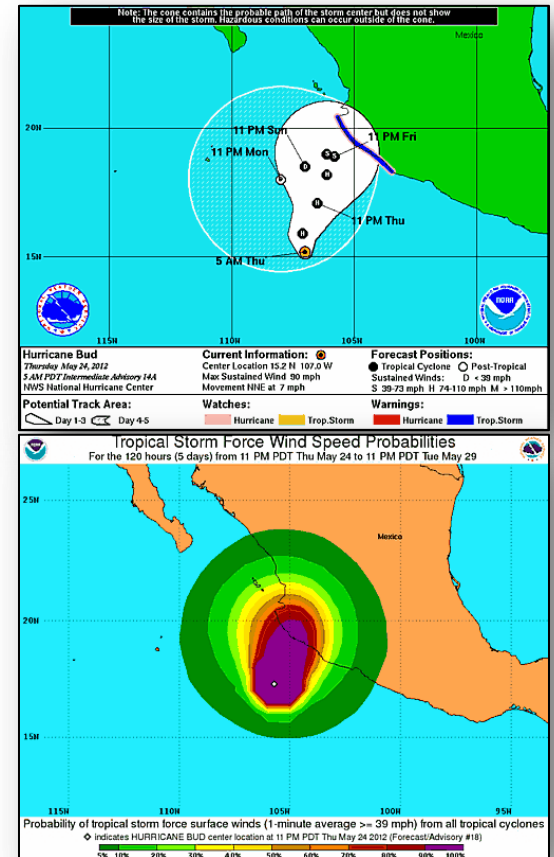 Note: The cone contains the probable path of the storm center but does not show
the size of the storm. Hazardous conditions can occur outside of the cone.
Mexico
20N
11 PM Sun
11 PM Fri
11 PM Mon
D
S
S
H
H
11 PM Thu
H
15N
5 AM Thu
NOAA
115W
110W
105W
100W
Hurricane Bud
Thursday May 24, 2012
5 AM PDT Intermediate Advisory 14A
NWS National Hurricane Center
Current Information:
Center Location 15.2 N 107.0 W
Max Sustained Wind 90 mph
Movement NNE at 7 mph
Forecast Positions:
Tropical Cyclone Post-Tropical
Sustained Winds: D < 39 mph
S 39-73 mph H 74-110 mph M > 110mph
Potential Track Area:
Day 1-3 Day 4-5
Watches:
Hurricane Trop.Storm
Warnings:
Hurricane Trop.Storm
Tropical Storm Force Wind Speed Probabilities
For the 120 hours (5 days) from 11 PM PDT Thu May 24 to 11 PM PDT Tue May 29
25N
Mexico
20N
15N
115W
110W
105W
100W
95W
Probability of tropical storm force surface winds (1-minute average >= 39 mph) from all tropical cyclones
indicates HURRICANE BUD center location at 11 PM PDT Thu May 24 2012 (Forecast/Advisory #18)
5% 10% 20% 30% 40% 50% 60% 70% 80% 90% 100%